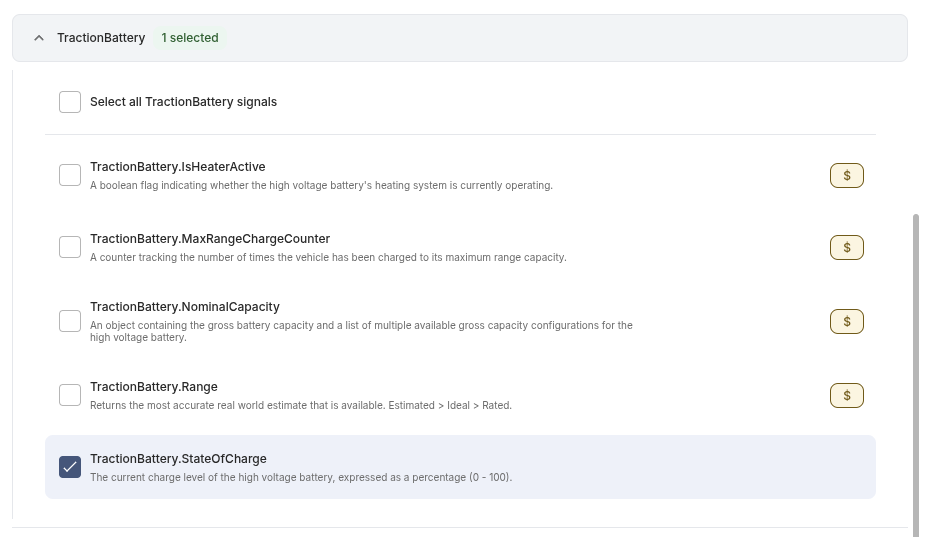 TractionBattery 1 selected
Select all TractionBattery signals
TractionBattery.IsHeaterActive
A boolean flag indicating whether the high voltage battery's heating system is currently operating.
$
TractionBattery.MaxRangeChargeCounter
A counter tracking the number of times the vehicle has been charged to its maximum range capacity.
$
TractionBattery.NominalCapacity
An object containing the gross battery capacity and a list of multiple available gross capacity configurations for the
high voltage battery.
$
TractionBattery.Range
Returns the most accurate real world estimate that is available. Estimated > Ideal > Rated.
$
TractionBattery.StateOfCharge
The current charge level of the high voltage battery, expressed as a percentage (0 - 100).